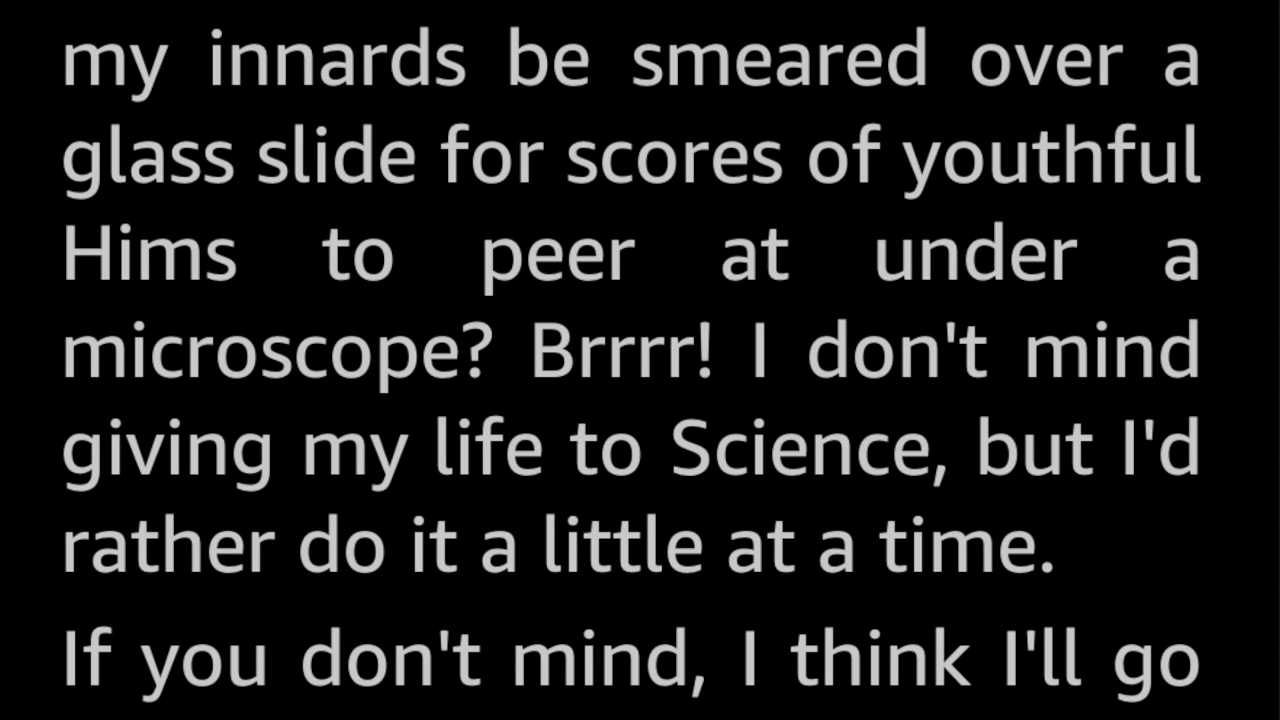 my innards be smeared over a
glass slide for scores of youthful
Hims to peer at under a
microscope? Brrrr! I don't mind
giving my life to Science, but I'd
rather do it a little at a time.
If you don't mind, I think I'll go